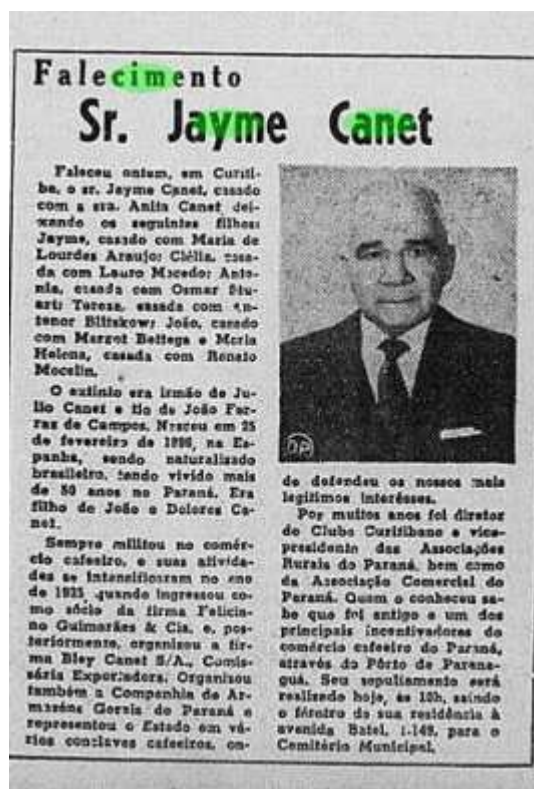 Falecimento
Sr. Jayme Canet
Faleceu ontem, em Curiti-
ba, o sr. Jayme Canet, casado
com a sra. Anita Canet dei-
xando os seguintes filhos:
Jayme, casado com Maria de
Lourdes Araujo; Clélia, casa-
da com Lauro Macedo; Anto-
nia, casada com Osmar Stu-
art; Tereza, casada com An-
tenor Blitskow; João, casado
com Margot Bettega e Maria
Helena, casada com Renato
Mocelin.
O extinto era irmão de Ju-
lio Canet e tio de João Fer-
raz de Campos. Nasceu em 25
de fevereiro de, na Es-
panha, sendo naturalizado
brasileiro, tendo vivido mais
de 50 anos no Paraná. Era
filho de João e Dolores Ca-
net.
Sempre militou no comér-
cio cafeeiro, e suas ativida-
des se intensificaram no ano
de 1935, quando ingressou co-
mo sócio da firma Felicia-
no Guimarães & Cia. e, pos-
teriormente, organizou a fir-
ma Bley Canet S/A., Comis-
sária Exportadora. Organizou
também a Companhia de Ar-
mazéns Gerais do Paraná e
representou o Estado em vá-
rios conclaves cafeeiros, on-
DP
de defendeu os nossos mais
legítimos interêsses.
Por muitos anos foi diretor
do Clube Curitibano e vice-
presidente das Associações
Rurais do Paraná, bem como
da Associação Comercial do
Paraná. Quem o conheceu sa-
be que foi antigo e um dos
principais incentivadores do
comércio cafeeiro do Paraná,
através do Pôrto de Parana-
guá. Seu sepultamento será
realizado hoje, às 10h, saindo
o féretro de sua residência à
avenida Batel, 1.149, para o
Cemitério Municipal.